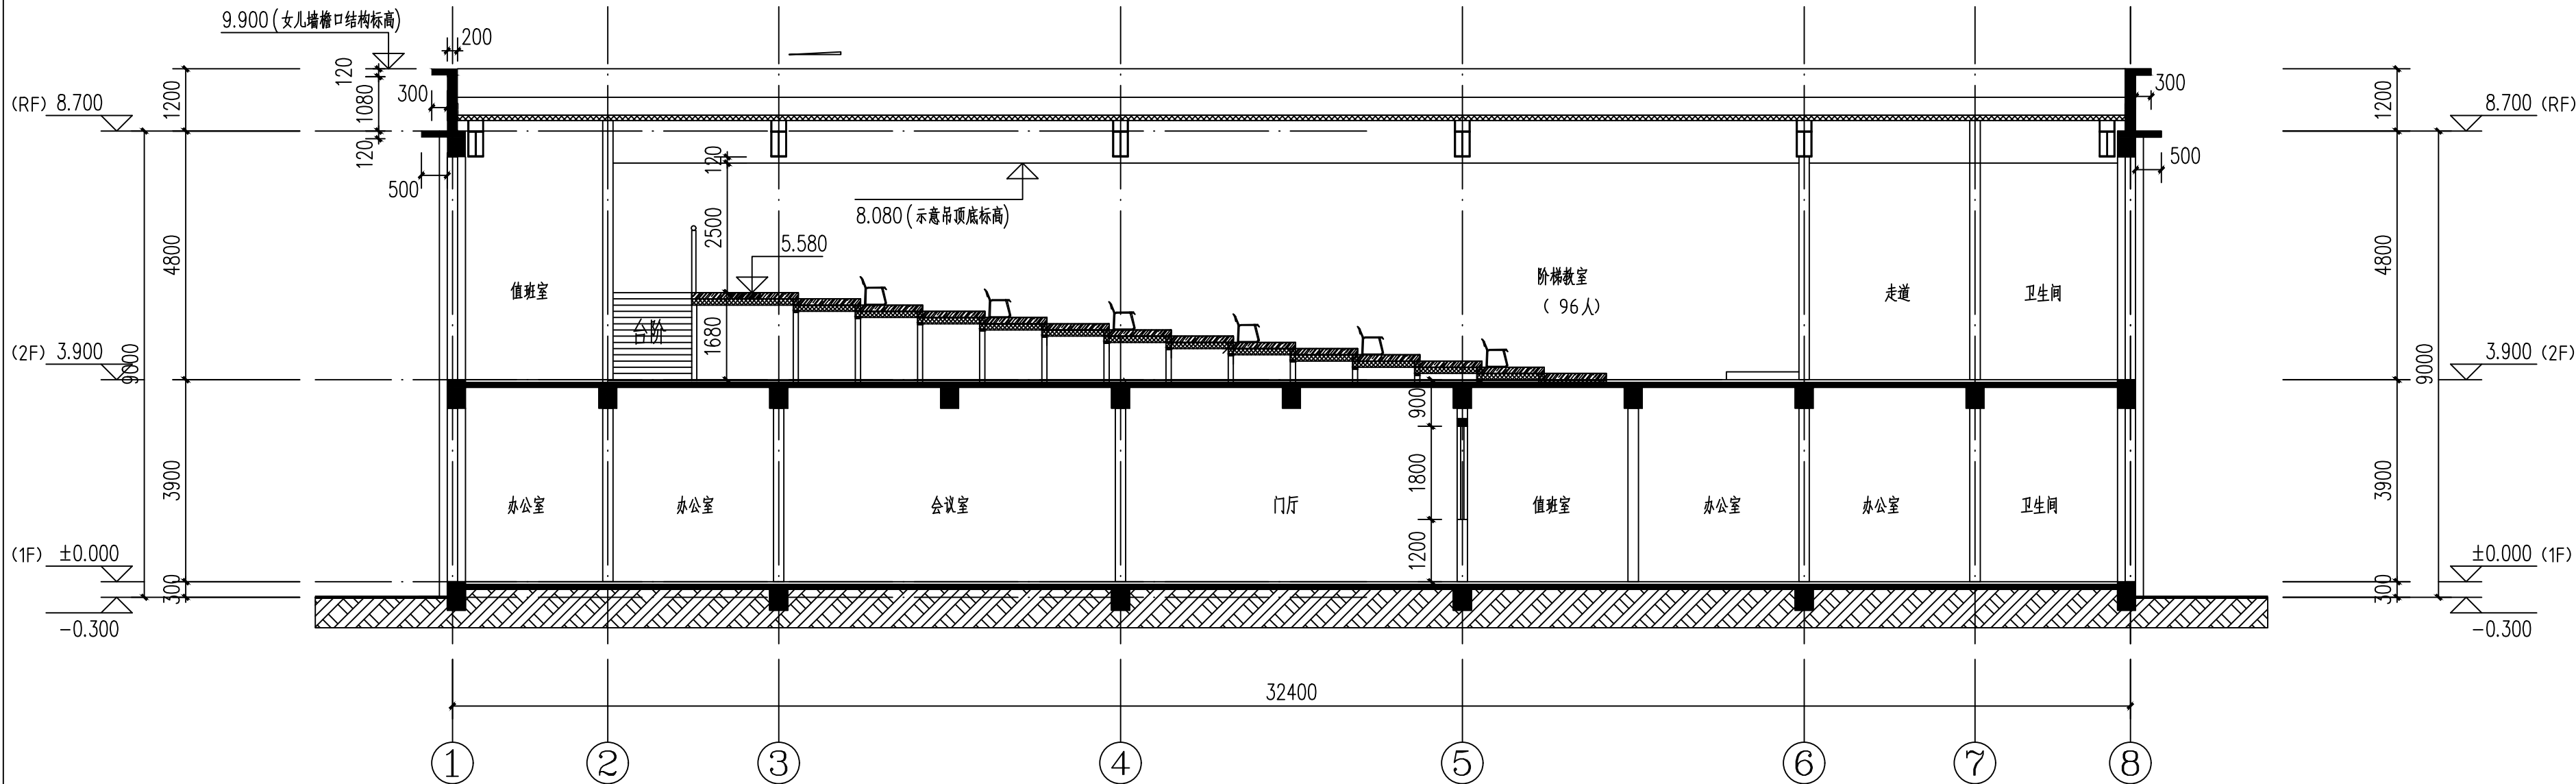 9.900(女儿墙檐口结构标高)
200
120
1080
1200
300
(RF) 8.700
120
500
4800
9000
(2F) 3.900
3900
(1F) ±0.000
300
-0.300
120
2500
8.080(示意吊顶底标高)
5.580
1680
值班室
台阶
阶梯教室
( 96人)
走道
卫生间
900
1800
1200
办公室
办公室
会议室
门厅
值班室
办公室
办公室
卫生间
300
1200
8.700 (RF)
500
4800
9000
3.900 (2F)
3900
±0.000 (1F)
300
-0.300
32400
1
2
3
4
5
6
7
8